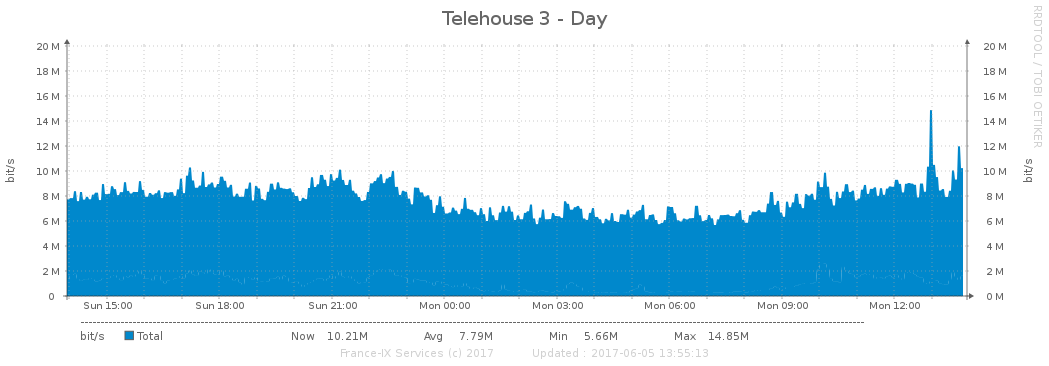 Telehouse 3 - Day
RRDTOOL / TOBI OETIKER
bit/s
20 M 20 M
18 M 18 M
16 M 16 M
14 M 14 M
12 M 12 M
10 M 10 M
8 M 8 M
6 M 6 M
4 M 4 M
2 M 2 M
0 0 M
bit/s
Sun 15:00 Sun 18:00 Sun 21:00 Mon 00:00 Mon 03:00 Mon 06:00 Mon 09:00 Mon 12:00
bit/s Total Now 10.21M Avg 7.79M Min 5.66M Max 14.85M
France-IX Services (c) 2017 Updated : 2017-06-05 13:55:13